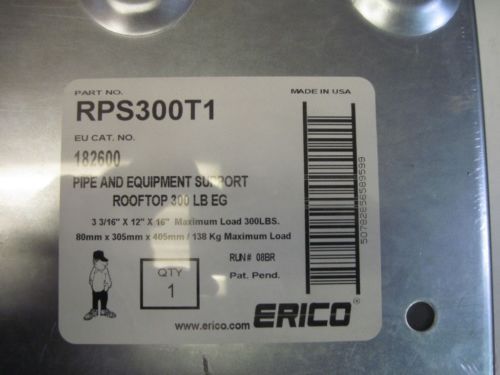 PART NO.
MADE IN USA
RPS300T1
EU CAT. NO.
182600
PIPE AND EQUIPMENT SUPPORT
ROOFTOP 300 LB EG
3 3/16" X 12" X 16" Maximum Load 300LBS.
80mm x 305mm x 405mm / 138 Kg Maximum Load
RUN# 08BR
QTY
1
Pat. Pend.
www.erico.com ERICO®
50782856589599